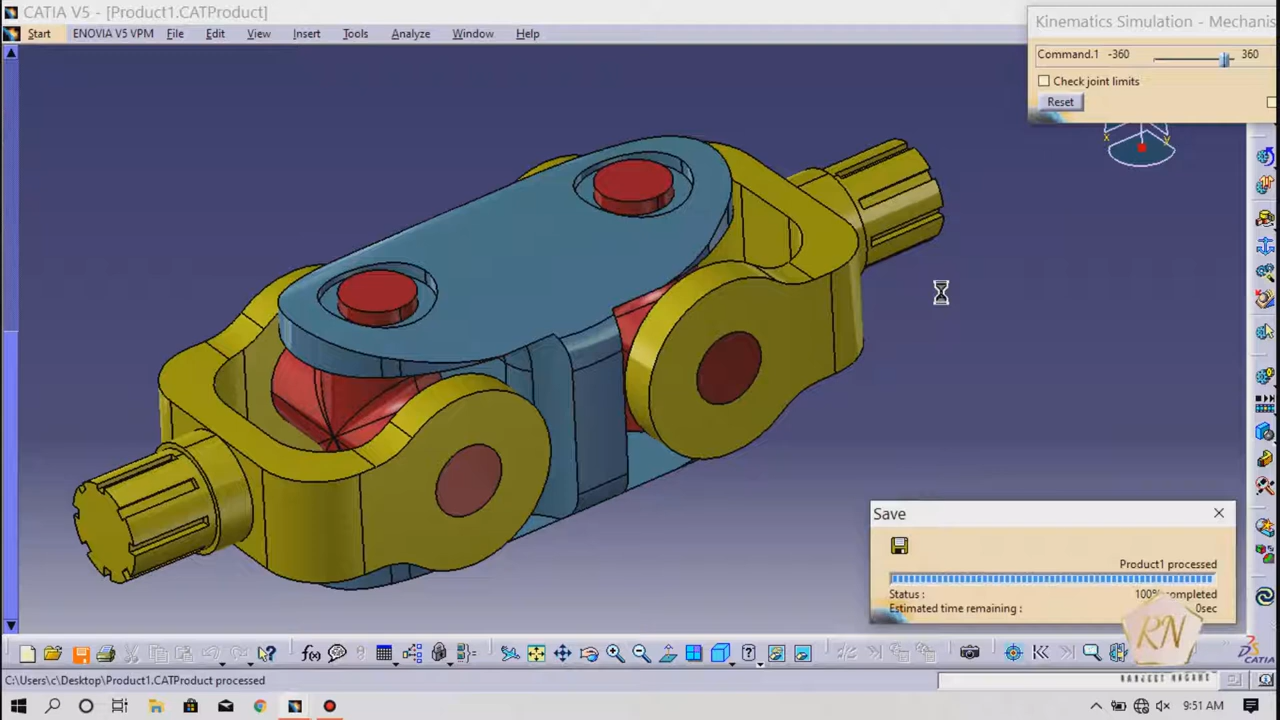 CATIA V5 - [Product1.CATProduct]
Start ENOVIA V5 VPM File Edit View Insert Tools Analyze Window Help
Kinematics Simulation - Mechanis
Command.1 -360 360
Check joint limits
Reset
Save
Product1 processed
Status : 100% completed
Estimated time remaining : 0sec
RN
CATIA
C:\Users\c\Desktop\Product1.CATProduct processed
9:51 AM